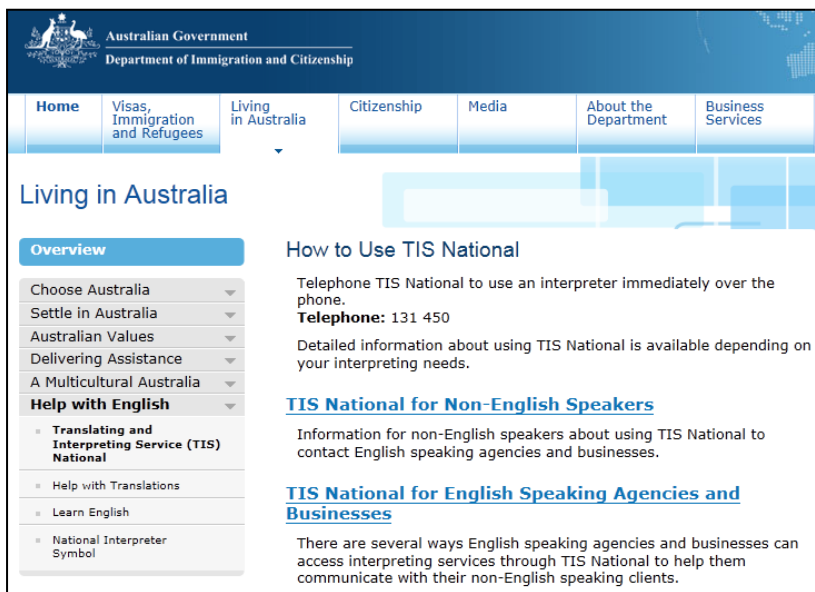 Australian Government
Department of Immigration and Citizenship
Home
Visas,
Immigration
and Refugees
Living
in Australia
Citizenship
Media
About the
Department
Business
Services
Living in Australia
Overview
Choose Australia
Settle in Australia
Australian Values
Delivering Assistance
A Multicultural Australia
Help with English
Translating and
Interpreting Service (TIS)
National
Help with Translations
Learn English
National Interpreter
Symbol
How to Use TIS National
Telephone TIS National to use an interpreter immediately over the
phone.
Telephone: 131 450
Detailed information about using TIS National is available depending on
your interpreting needs.
TIS National for Non-English Speakers
Information for non-English speakers about using TIS National to
contact English speaking agencies and businesses.
TIS National for English Speaking Agencies and
Businesses
There are several ways English speaking agencies and businesses can
access interpreting services through TIS National to help them
communicate with their non-English speaking clients.